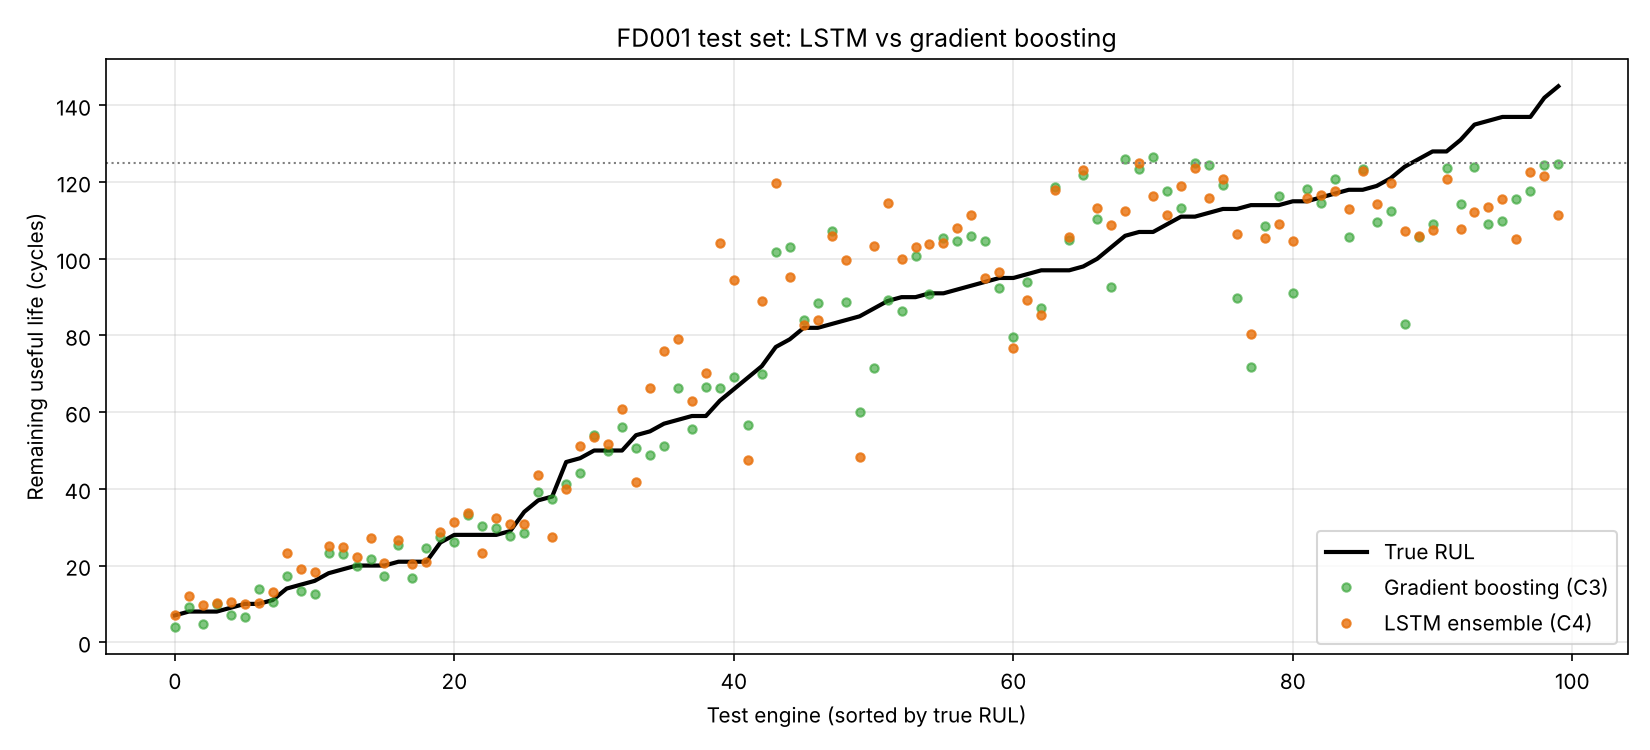 FD001 test set: LSTM vs gradient boosting
Remaining useful life (cycles)
140
120
100
80
60
40
20
0
0 20 40 60 80 100
Test engine (sorted by true RUL)
True RUL
Gradient boosting (C3)
LSTM ensemble (C4)